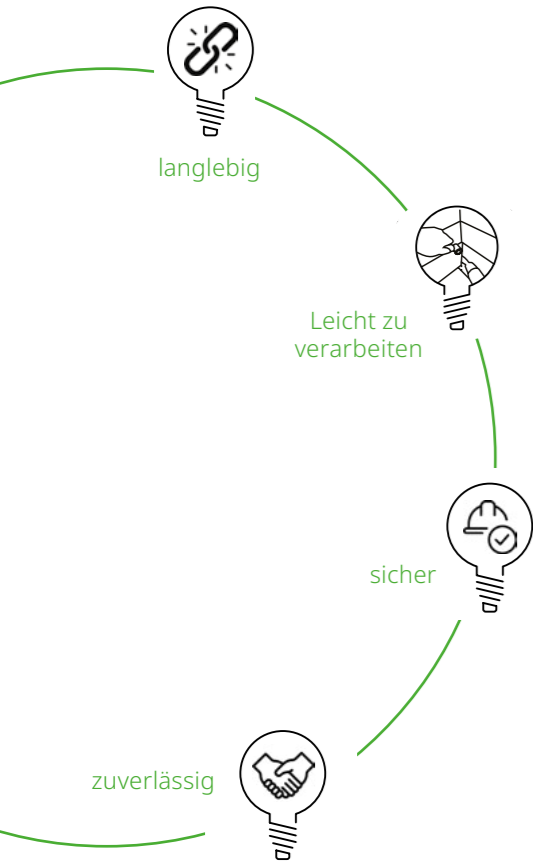 langlebig
Leicht zu
verarbeiten
sicher
zuverlässig